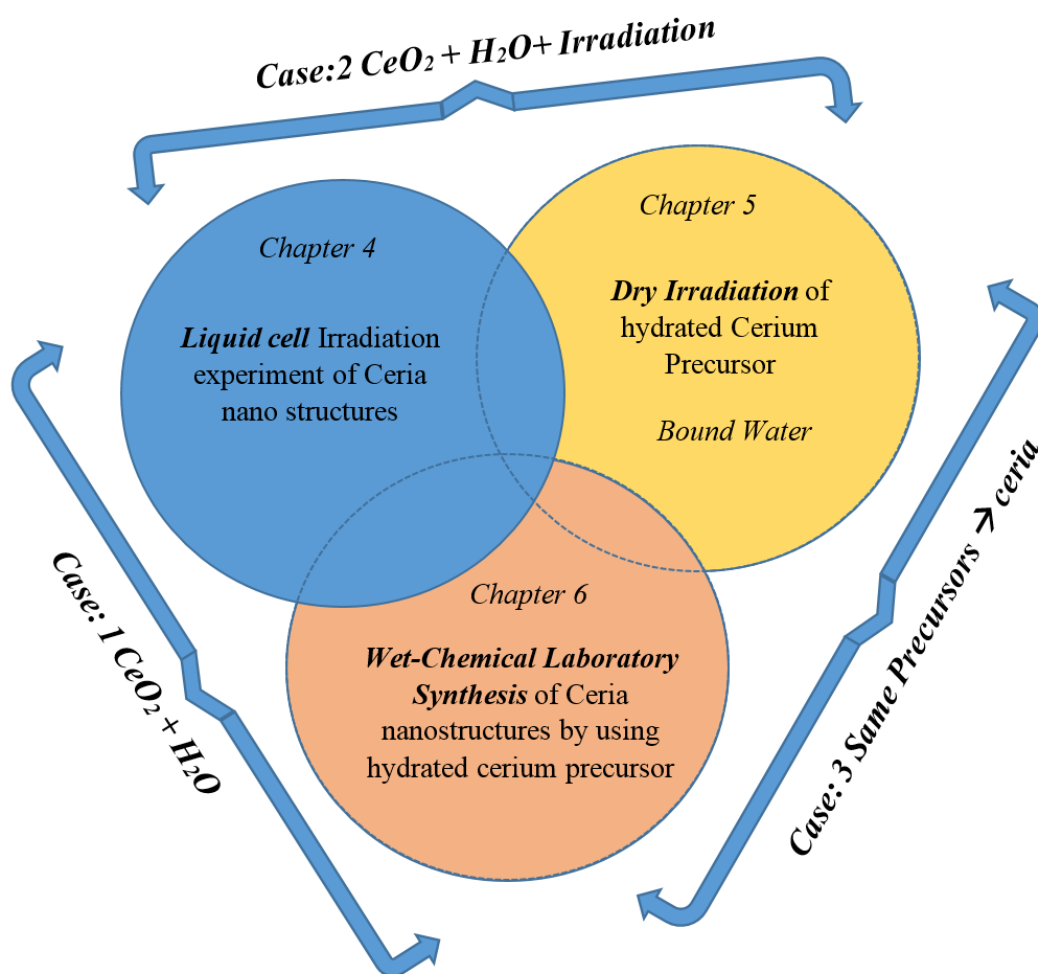 Case:2 CeO₂ + H₂O+ Irradiation
Chapter 4
Liquid cell Irradiation
experiment of Ceria
nano structures
Chapter 5
Dry Irradiation of
hydrated Cerium
Precursor
Bound Water
Chapter 6
Wet-Chemical Laboratory
Synthesis of Ceria
nanostructures by using
hydrated cerium precursor
Case: 1 CeO₂ + H₂O
Case: 3 Same Precursors → ceria